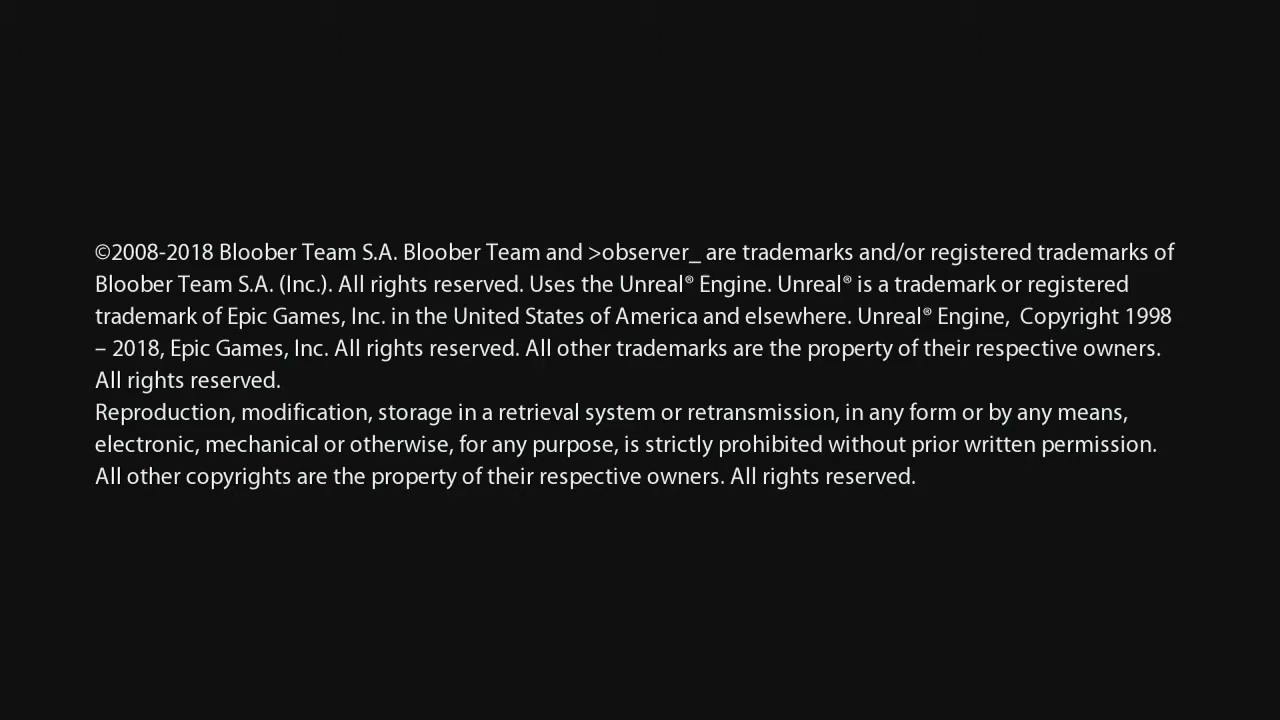 ©2008-2018 Bloober Team S.A. Bloober Team and >observer_ are trademarks and/or registered trademarks of
Bloober Team S.A. (Inc.). All rights reserved. Uses the Unreal® Engine. Unreal® is a trademark or registered
trademark of Epic Games, Inc. in the United States of America and elsewhere. Unreal® Engine,  Copyright 1998
– 2018, Epic Games, Inc. All rights reserved. All other trademarks are the property of their respective owners.
All rights reserved.
Reproduction, modification, storage in a retrieval system or retransmission, in any form or by any means,
electronic, mechanical or otherwise, for any purpose, is strictly prohibited without prior written permission.
All other copyrights are the property of their respective owners. All rights reserved.